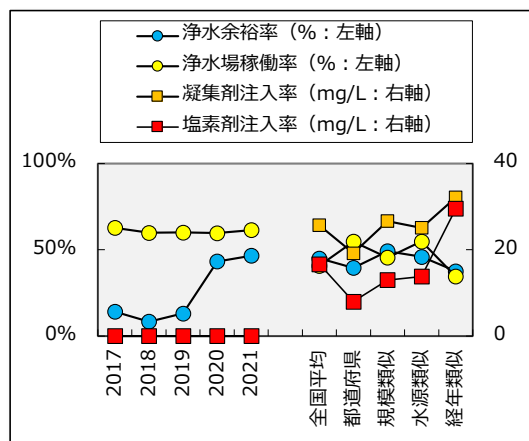 浄水余裕率（%：左軸）
浄水場稼働率（%：左軸）
凝集剤注入率（mg/L：右軸）
塩素剤注入率（mg/L：右軸）
100%
50%
0%
40
20
0
2017
2018
2019
2020
2021
全国平均
都道府県
規模類似
水源類似
経年類似